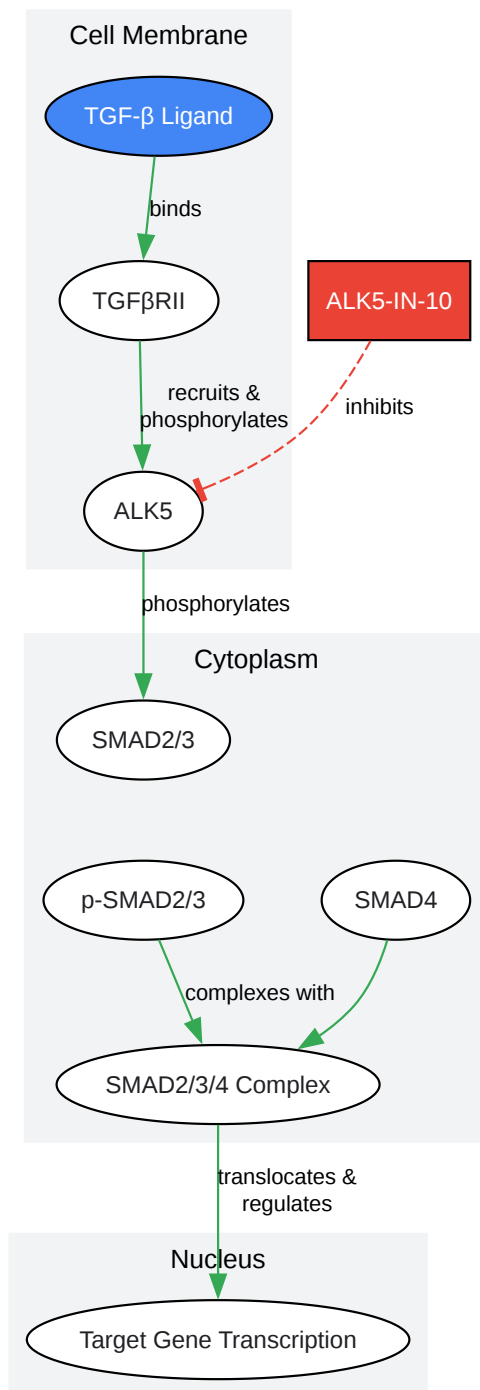 Cell Membrane
TGF-β Ligand
binds
TGFβRII
ALK5-IN-10
recruits &
phosphorylates
inhibits
ALK5
phosphorylates
Cytoplasm
SMAD2/3
p-SMAD2/3
SMAD4
complexes with
SMAD2/3/4 Complex
translocates &
regulates
Nucleus
Target Gene Transcription